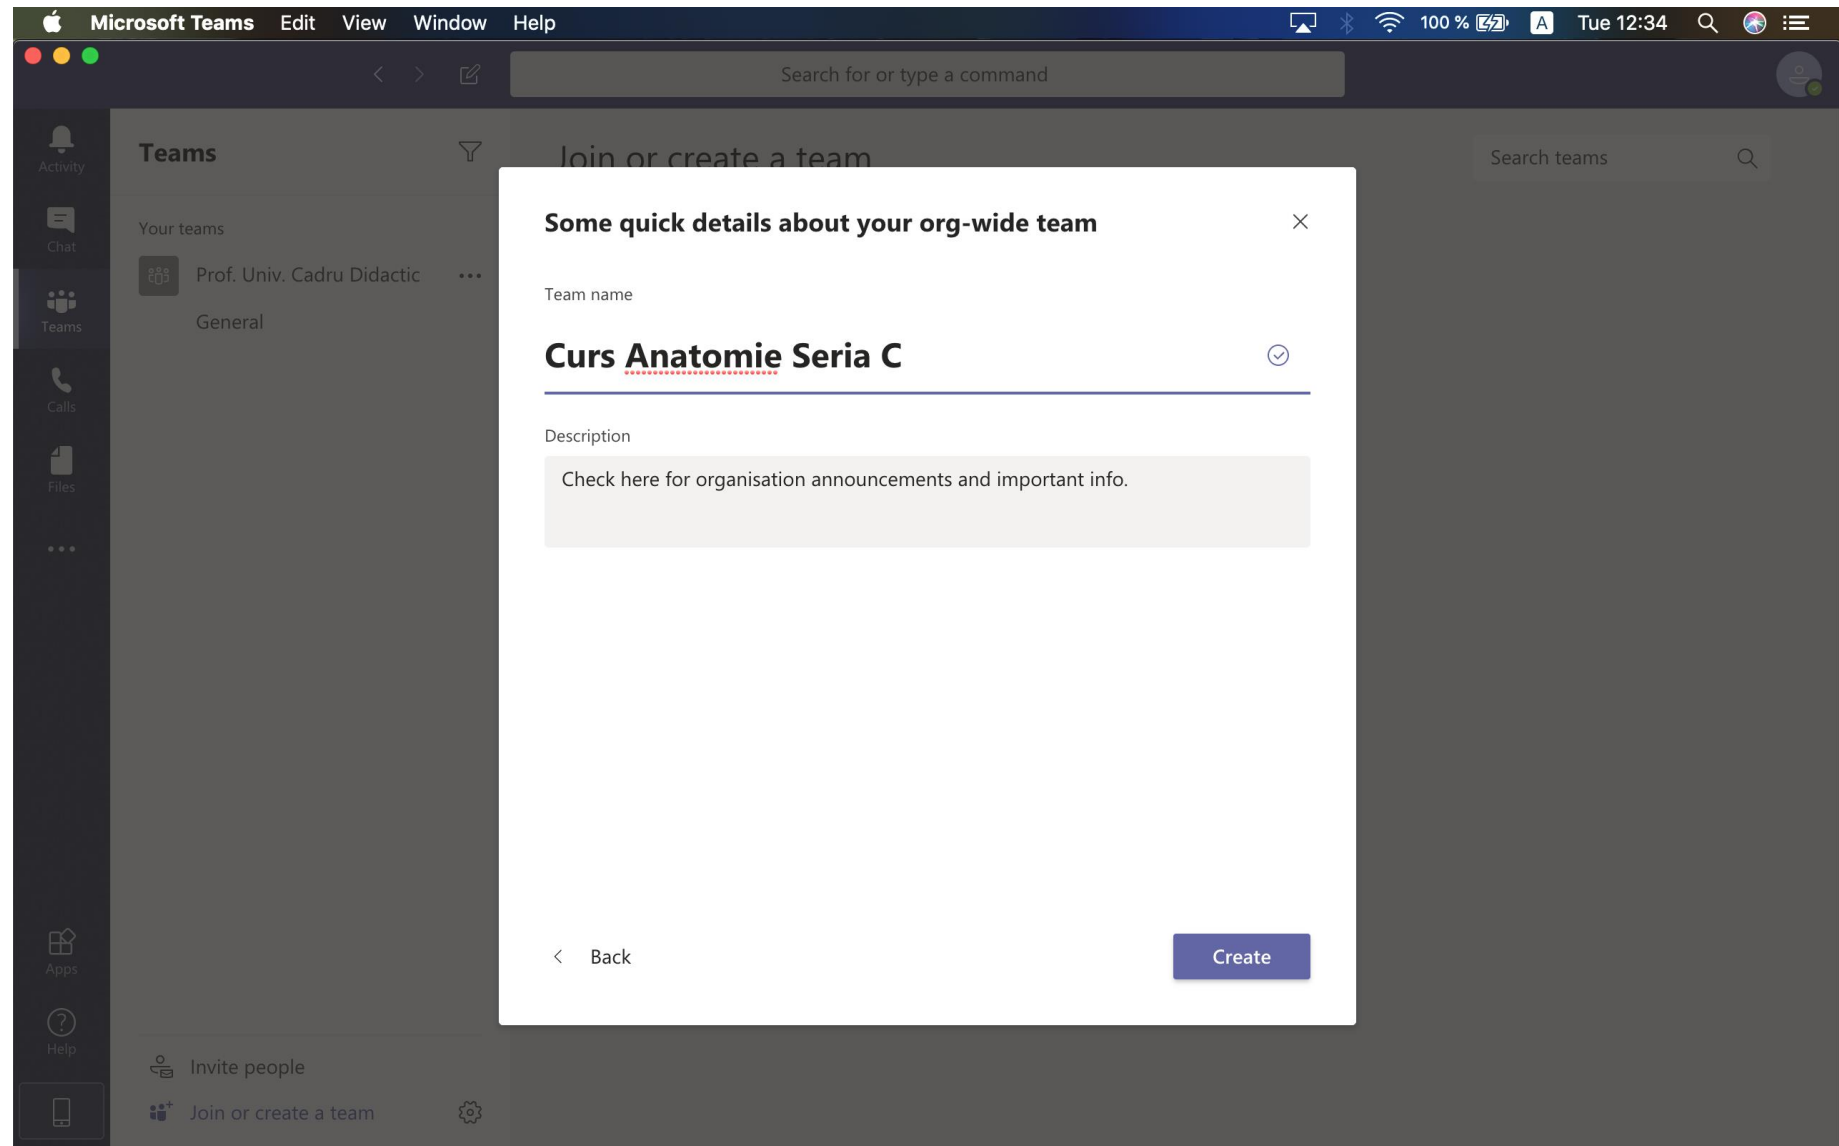 Microsoft Teams Edit View Window Help 100 % A Tue 12:34
Search for or type a command
Activity
Chat
Teams
Calls
Files
Apps
Help
Teams
Your teams
Prof. Univ. Cadru Didactic
General
Invite people
Join or create a team
Join or create a team
Search teams
Some quick details about your org-wide team
Team name
Curs Anatomie Seria C
Description
Check here for organisation announcements and important info.
Back
Create